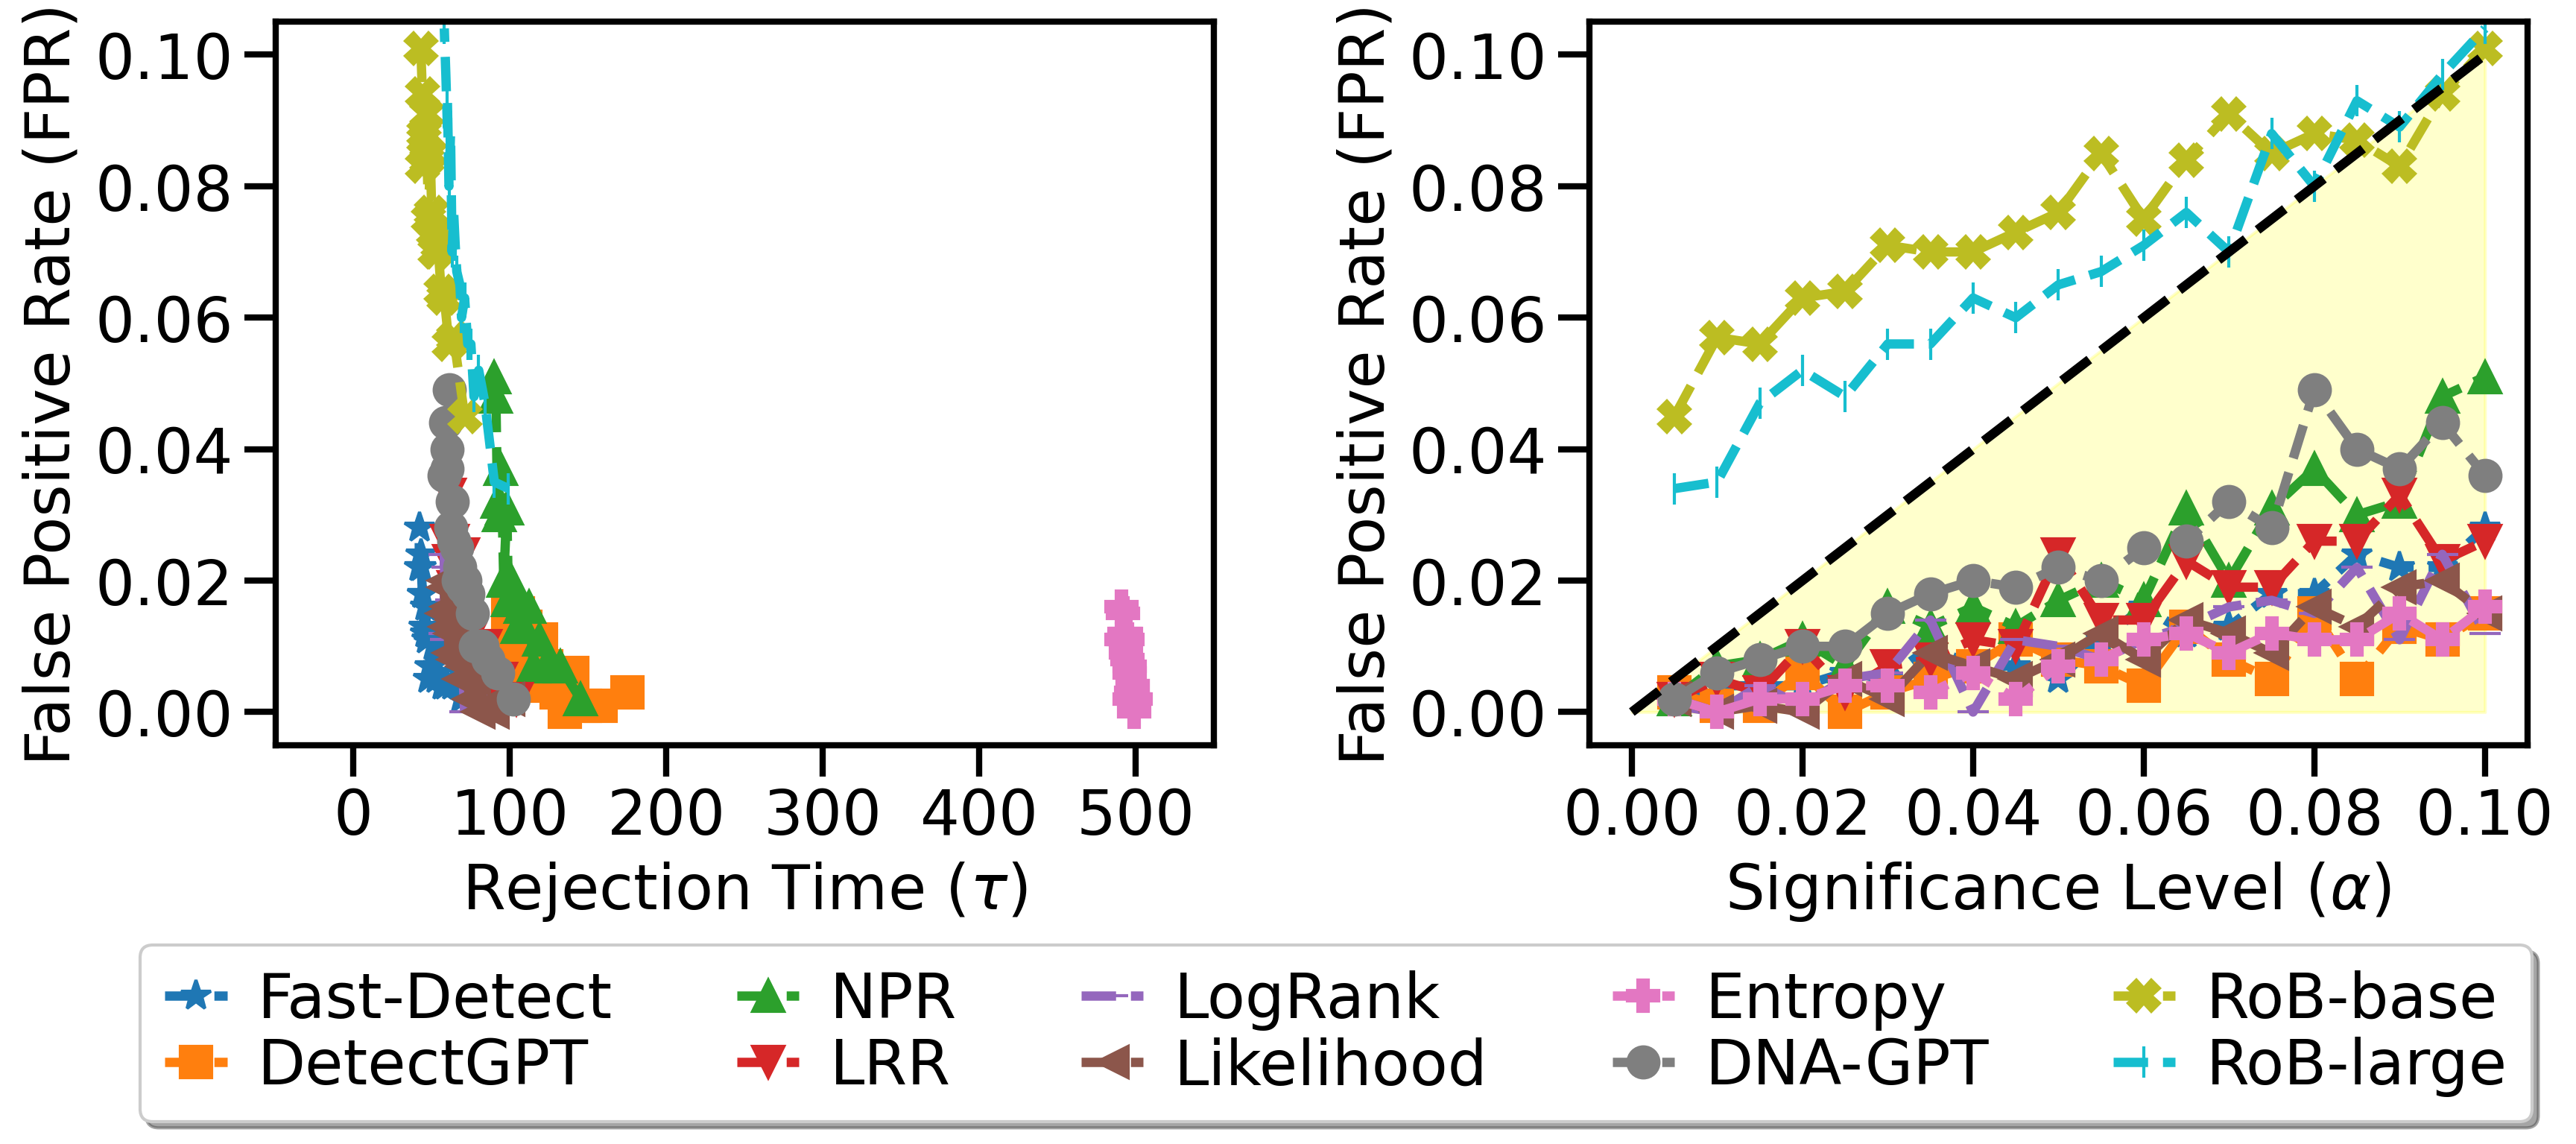 False Positive Rate (FPR)
0.10
0.08
0.06
0.04
0.02
0.00
0 100 200 300 400 500
Rejection Time (τ)
False Positive Rate (FPR)
0.10
0.08
0.06
0.04
0.02
0.00
0.00 0.02 0.04 0.06 0.08 0.10
Significance Level (α)
Fast-Detect NPR LogRank Entropy RoB-base
DetectGPT LRR Likelihood DNA-GPT RoB-large